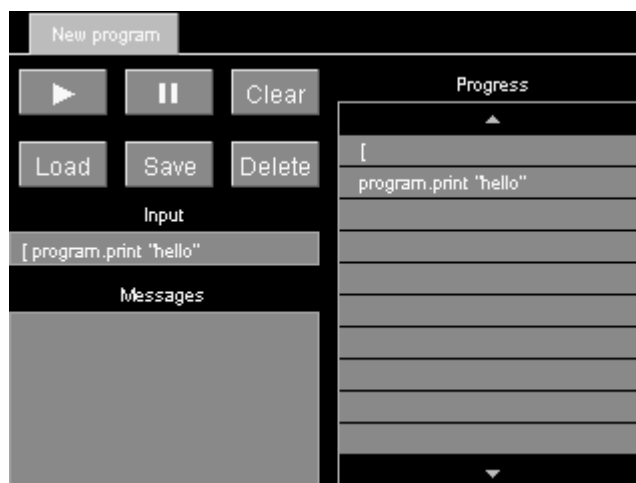 New program
Clear
Load Save Delete
Input
[ program.print "hello"
Messages
Progress
[
program.print "hello"